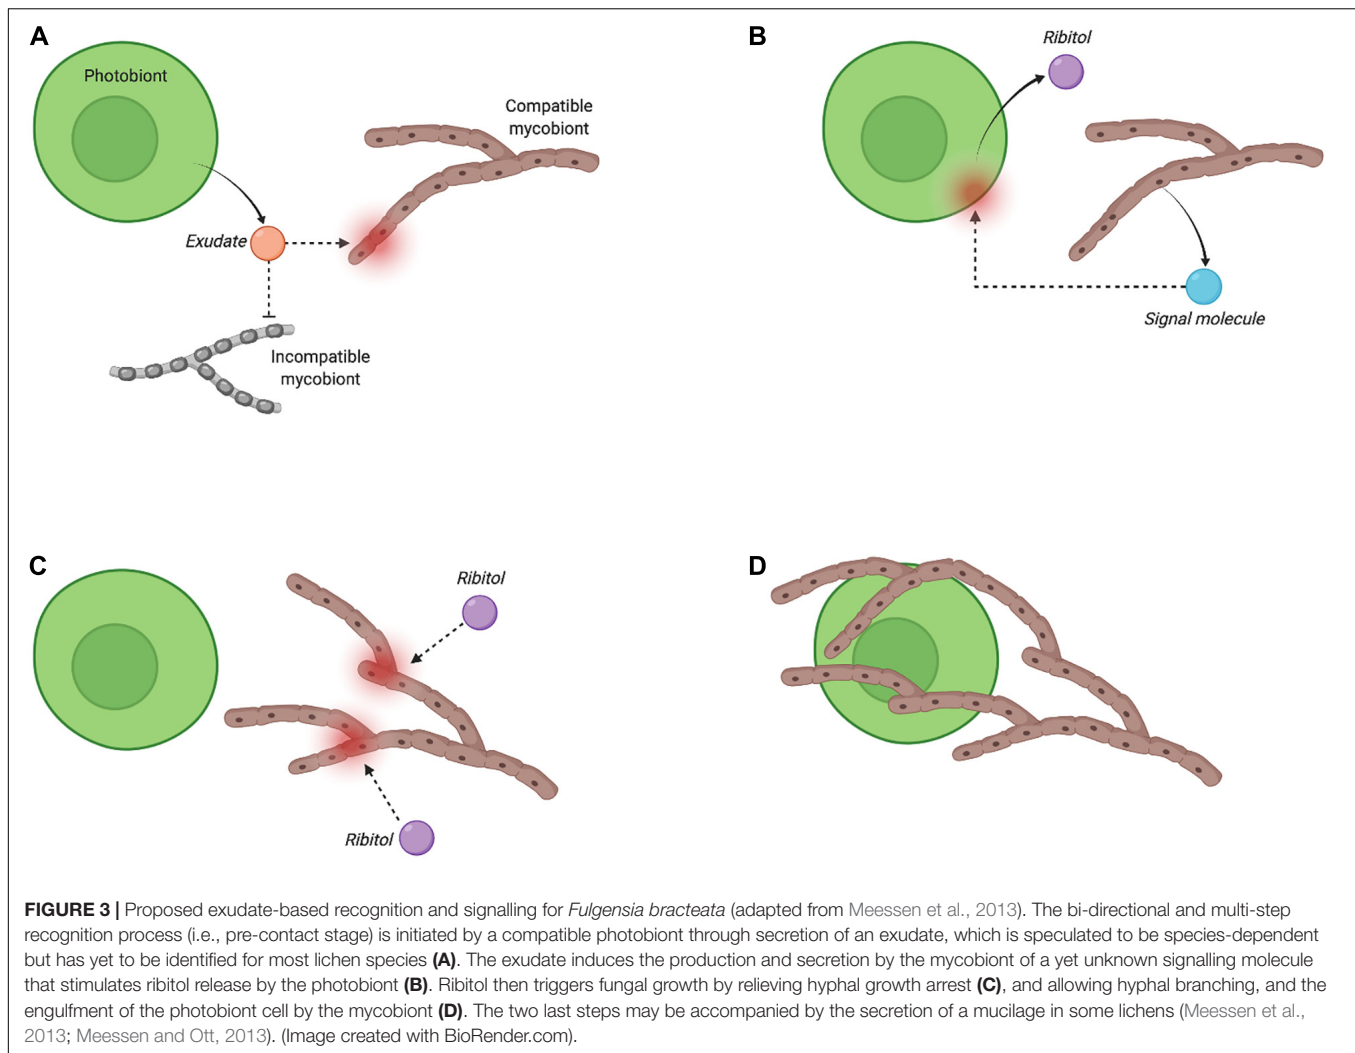 A
Photobiont
Compatible
mycobiont
Exudate
Incompatible
mycobiont
B
Ribitol
Signal molecule
C
Ribitol
Ribitol
D
FIGURE 3 | Proposed exudate-based recognition and signalling for Fulgensia bracteata (adapted from Meessen et al., 2013). The bi-directional and multi-step
recognition process (i.e., pre-contact stage) is initiated by a compatible photobiont through secretion of an exudate, which is speculated to be species-dependent
but has yet to be identified for most lichen species (A). The exudate induces the production and secretion by the mycobiont of a yet unknown signalling molecule
that stimulates ribitol release by the photobiont (B). Ribitol then triggers fungal growth by relieving hyphal growth arrest (C), and allowing hyphal branching, and the
engulfment of the photobiont cell by the mycobiont (D). The two last steps may be accompanied by the secretion of a mucilage in some lichens (Meessen et al.,
2013; Meessen and Ott, 2013). (Image created with BioRender.com).